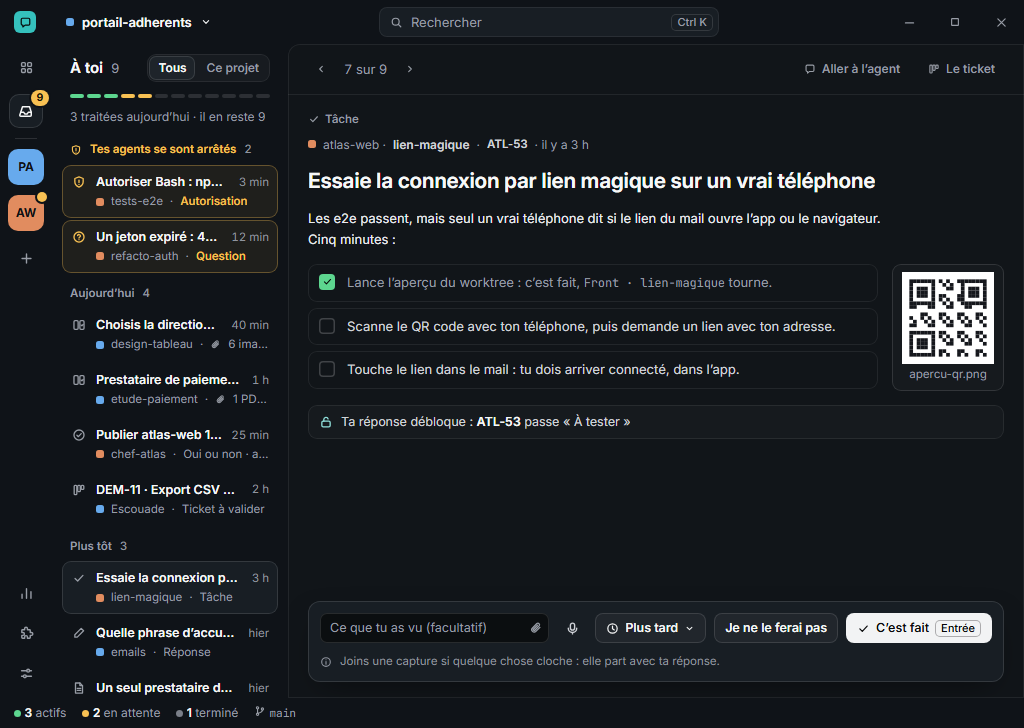 portail-adherents
Rechercher
Ctrl K
9
PA
AW
À toi 9
Tous
Ce projet
3 traitées aujourd’hui · il en reste 9
Tes agents se sont arrêtés 2
Autoriser Bash : np... 3 min
tests-e2e · Autorisation
Un jeton expiré : 4... 12 min
refacto-auth · Question
Aujourd’hui 4
Choisis la directio... 40 min
design-tableau · 6 ima...
Prestataire de paieme... 1 h
etude-paiement · 1 PD...
Publier atlas-web 1... 25 min
chef-atlas · Oui ou non · a...
DEM-11 · Export CSV ... 2 h
Escouade · Ticket à valider
Plus tôt 3
Essaie la connexion p... 3 h
lien-magique · Tâche
Quelle phrase d’accu... hier
emails · Réponse
Un seul prestataire d... hier
7 sur 9
Aller à l’agent
Le ticket
Tâche
atlas-web · lien-magique · ATL-53 · il y a 3 h
Essaie la connexion par lien magique sur un vrai téléphone
Les e2e passent, mais seul un vrai téléphone dit si le lien du mail ouvre l’app ou le navigateur.
Cinq minutes :
Lance l’aperçu du worktree : c’est fait, Front · lien-magique tourne.
Scanne le QR code avec ton téléphone, puis demande un lien avec ton adresse.
Touche le lien dans le mail : tu dois arriver connecté, dans l’app.
apercu-qr.png
Ta réponse débloque : ATL-53 passe « À tester »
Ce que tu as vu (facultatif)
Plus tard
Je ne le ferai pas
C’est fait Entrée
Joins une capture si quelque chose cloche : elle part avec ta réponse.
3 actifs
2 en attente
1 terminé
main